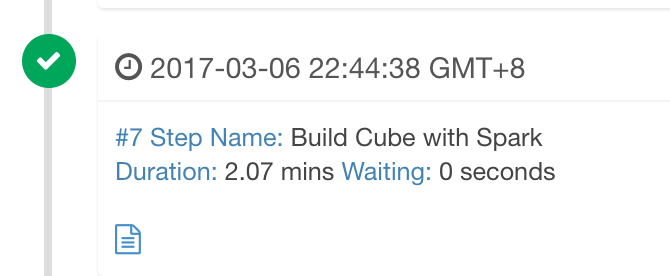 2017-03-06 22:44:38 GMT+8
#7 Step Name: Build Cube with Spark
Duration: 2.07 mins Waiting: 0 seconds